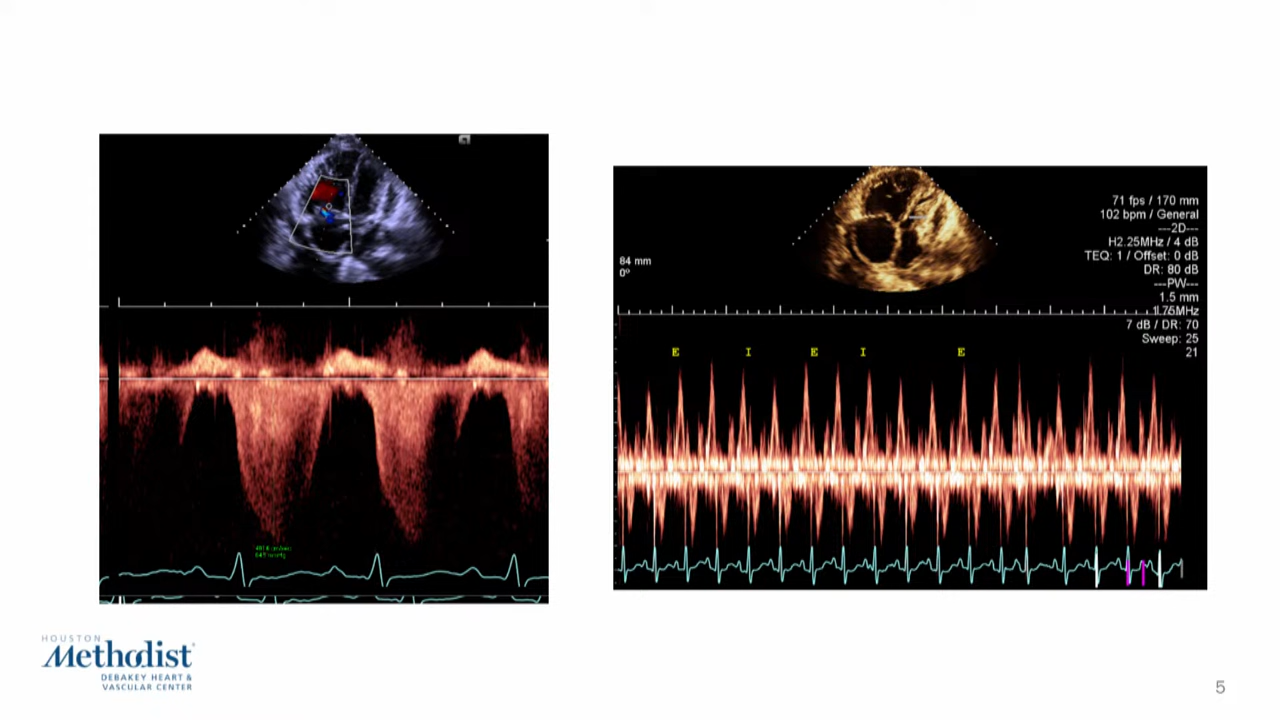 84 mm
0°
71 fps / 170 mm
102 bpm / General
---2D---
H2.25MHz / 4 dB
TEQ: 1 / Offset: 0 dB
DR: 80 dB
---PW---
1.5 mm
1.75MHz
7 dB / DR: 70
Sweep: 25
21
E I E I E
HOUSTON
Methodist
DEBAKEY HEART &
VASCULAR CENTER
5